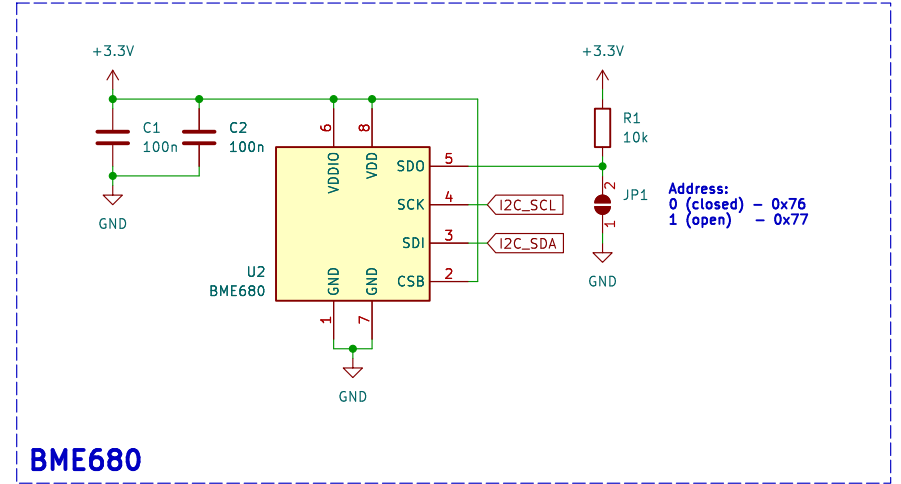 +3.3V
+3.3V
C1
100n
C2
100n
6
8
VDDIO
VDD
SDO
5
R1
10k
2
JP1
1
SCK
4
I2C_SCL
SDI
3
I2C_SDA
CSB
2
GND
GND
U2
BME680
1
7
GND
GND
GND
Address:
0 (closed) – 0x76
1 (open) – 0x77
BME680